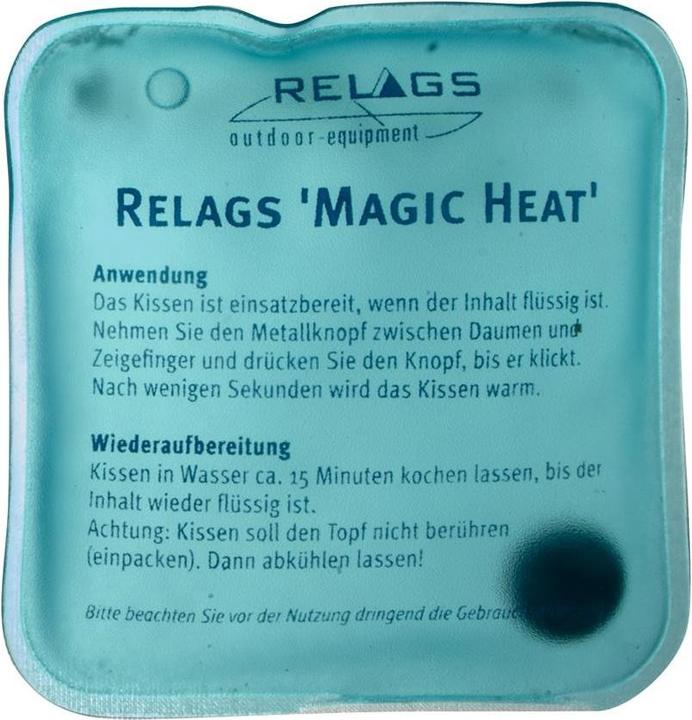 RELAGS
outdoor-equipment
RELAGS 'MAGIC HEAT'
Anwendung
Das Kissen ist einsatzbereit, wenn der Inhalt flüssig ist.
Nehmen Sie den Metallknopf zwischen Daumen und
Zeigefinger und drücken Sie den Knopf, bis er klickt.
Nach wenigen Sekunden wird das Kissen warm.
Wiederaufbereitung
Kissen in Wasser ca. 15 Minuten kochen lassen, bis der
Inhalt wieder flüssig ist.
Achtung: Kissen soll den Topf nicht berühren
(einpacken). Dann abkühlen lassen!
Bitte beachten Sie vor der Nutzung dringend die